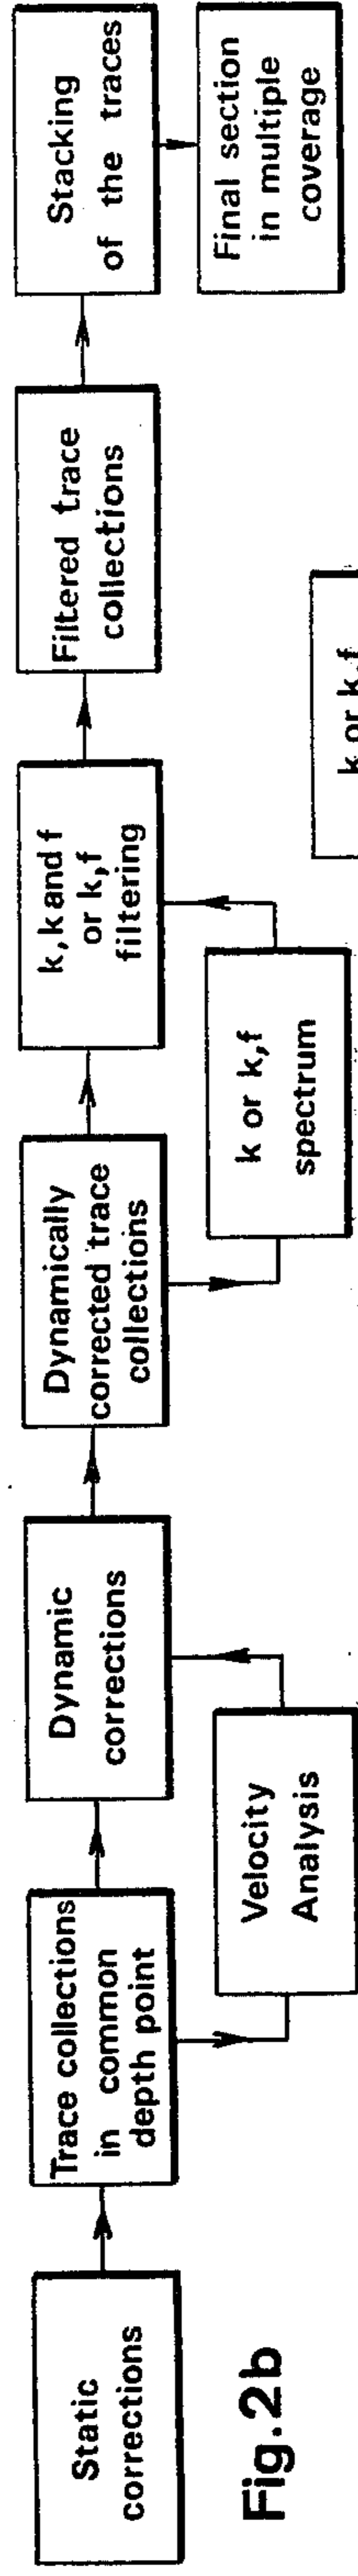 Static
corrections
Trace collections
in common
depth point
Velocity
Analysis
Dynamic
corrections
Dynamically
corrected trace
collections
k or k,f
spectrum
k,k and f
or k,f
filtering
Filtered trace
collections
Stacking
of the traces
Final section
in multiple
coverage
Fig.2b
k or k,f